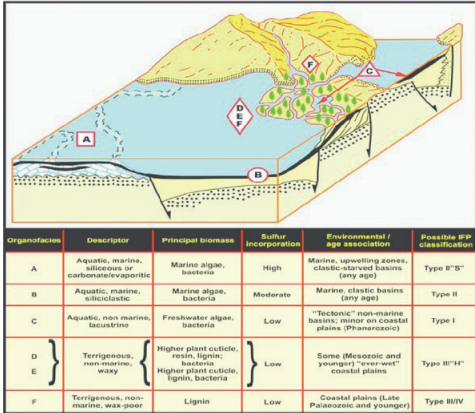 F
C
D
E
F
A
B
Organofacies Descriptor Principal biomass Sulfur incorporation Environmental / age association Possible IFP classification
A Aquatic, marine, siliceous or carbonate/evaporitic Marine algae, bacteria High Marine, upwelling zones, clastic-starved basins (any age) Type II"S"
B Aquatic, marine, siliciclastic Marine algae, bacteria Moderate Marine, clastic basins (any age) Type II
C Aquatic, non marine, lacustrine Freshwater algae, bacteria Low "Tectonic" non-marine basins; minor on coastal plains (Phanerozoic) Type I
D E Terrigenous, non-marine, waxy Higher plant cuticle, resin, lignin; bacteria Higher plant cuticle, lignin, bacteria Low Some (Mesozoic and younger) "ever-wet" coastal plains Type III"H"
F Terrigenous, non-marine, wax-poor Lignin Low Coastal plains (Late Palaeozoic and younger) Type III/IV